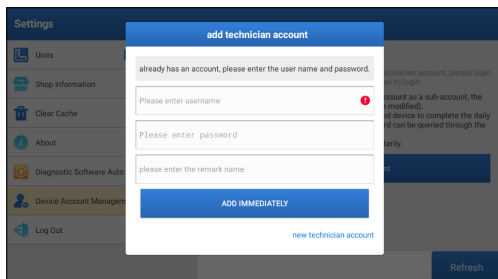 Settings
add technician account
already has an account, please enter the user name and password.
Please enter username
Please enter password
please enter the remark name
ADD IMMEDIATELY
new technician account
Units
Shop Information
Clear Cache
About
Diagnostic Software Auto
Device Account Managem
Log Out
technician account, please login
an to login
account as a sub-account, the
e modified).
ed device to complete the daily
rd can be queried through the
tarily.
nt
Refresh